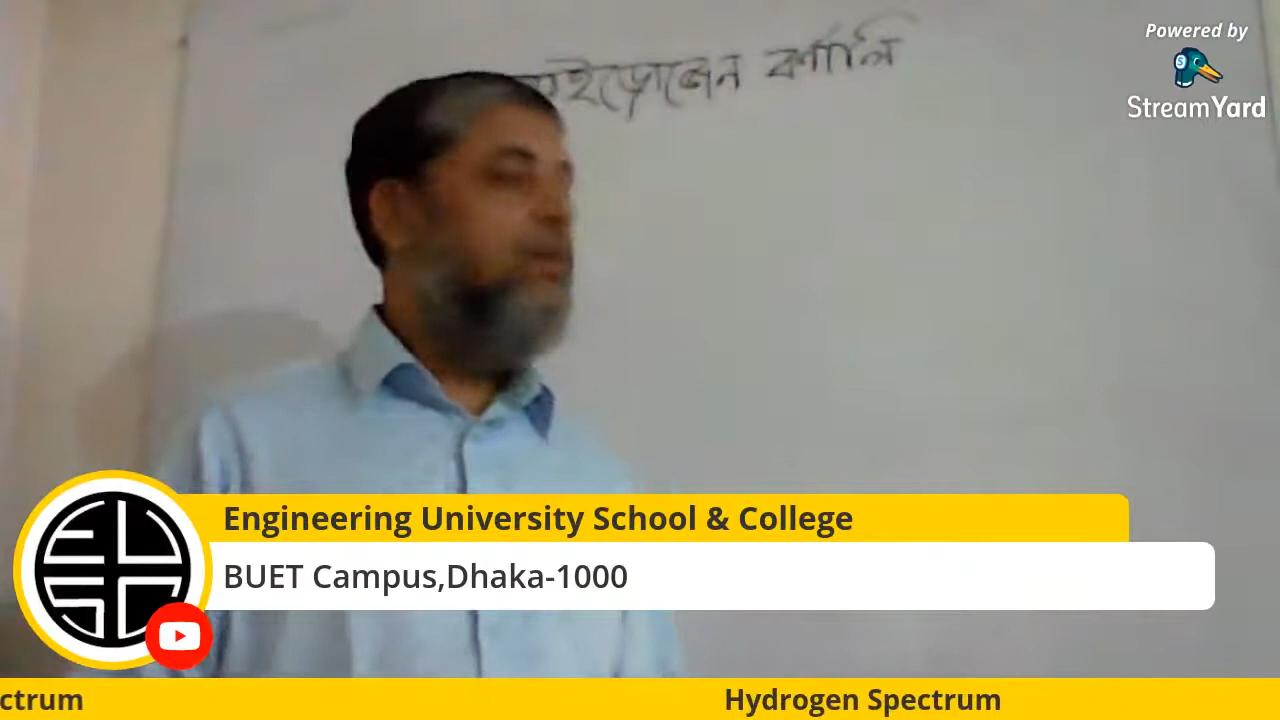 Powered by
StreamYard
হাইড্রোজেন বর্ণালি
Engineering University School & College
BUET Campus,Dhaka-1000
ctrum
Hydrogen Spectrum